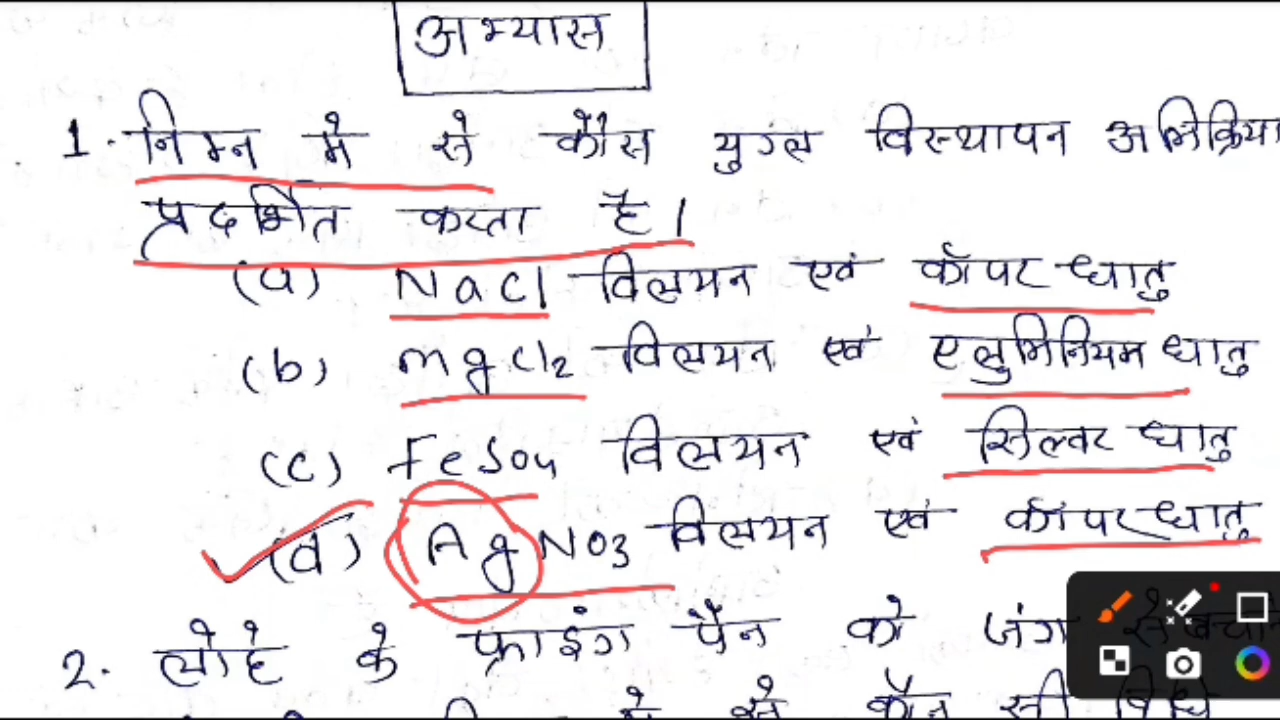 अभ्यास
1. निम्न मे से कौस युग्ल विस्थापन अभिक्रिया
प्रदर्भित करता है।
(a) NaCl विलयन एवं कॉपर धातु
(b) MgCl2 विलयन एवं एलुमिनियम धातु
(c) FeSO4 विलयन एवं सिल्वर धातु
(d) AgNO3 विलयन एवं कॉपर धातु
2. लोहे के फ्राइंग पैन को जंग से
से कौन सी विधि